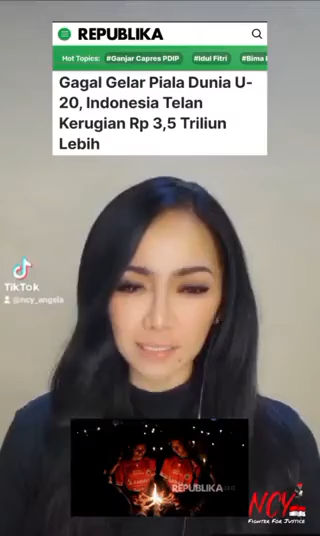 REPUBLIKA
Hot Topics: #Ganjar Capres PDIP #Idul Fitri #Bima
Gagal Gelar Piala Dunia U-
20, Indonesia Telan
Kerugian Rp 3,5 Triliun
Lebih
TikTok
@ncy_angela
REPUBLIKA
NCY
FIGHTER FOR JUSTICE